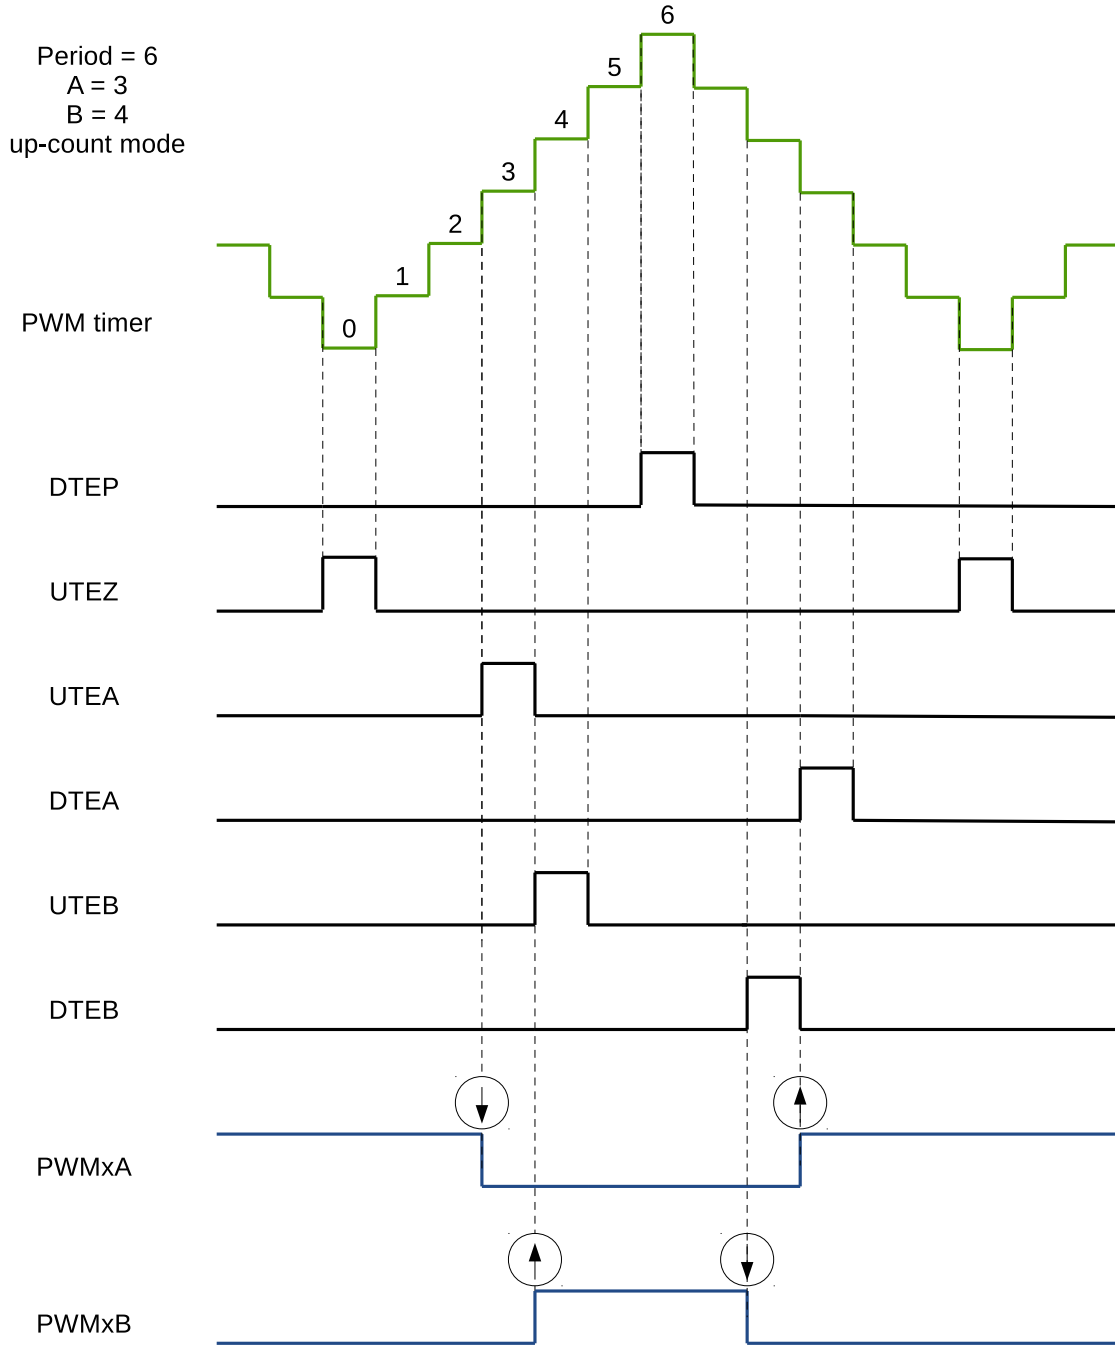 Period = 6
A = 3
B = 4
up-count mode
6
5
4
3
2
1
0
PWM timer
DTEP
UTEZ
UTEA
DTEA
UTEB
DTEB
PWMxA
PWMxB